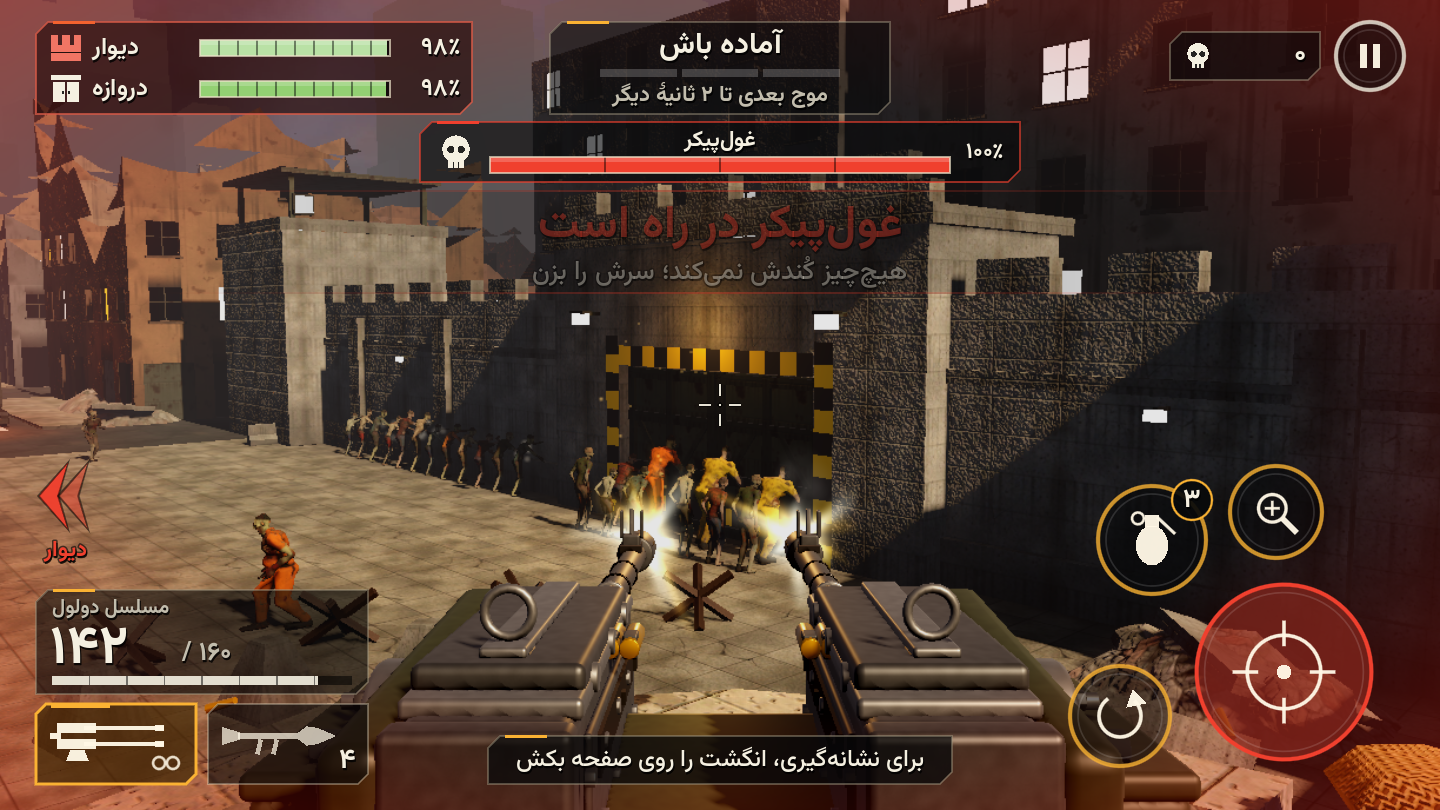 دیوار ۹۸٪
دروازه ۹۸٪
آماده باش
موج بعدی تا ۲ ثانیهٔ دیگر
۰
غول‌پیکر
۱۰۰٪
غول‌پیکر در راه است
هیچ‌چیز کُندش نمی‌کند؛ سرش را بزن
دیوار
۳
مسلسل دولول
۱۴۲ / ۱۶۰
∞
۴
برای نشانه‌گیری، انگشت را روی صفحه بکش